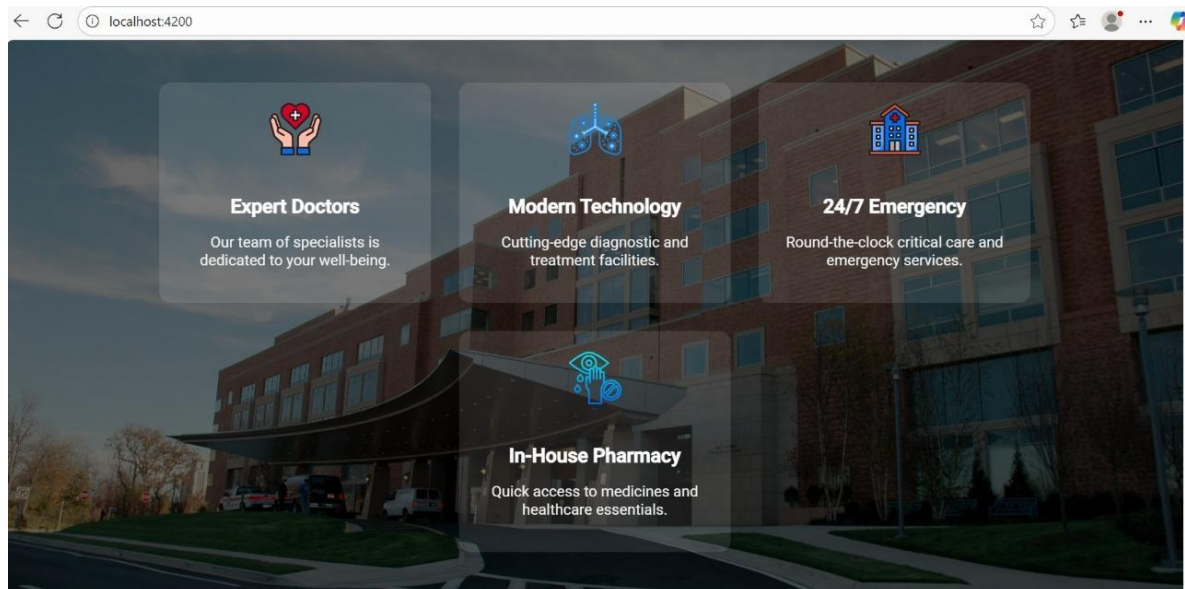 localhost:4200
Expert Doctors
Our team of specialists is
dedicated to your well-being.
Modern Technology
Cutting-edge diagnostic and
treatment facilities.
24/7 Emergency
Round-the-clock critical care and
emergency services.
In-House Pharmacy
Quick access to medicines and
healthcare essentials.